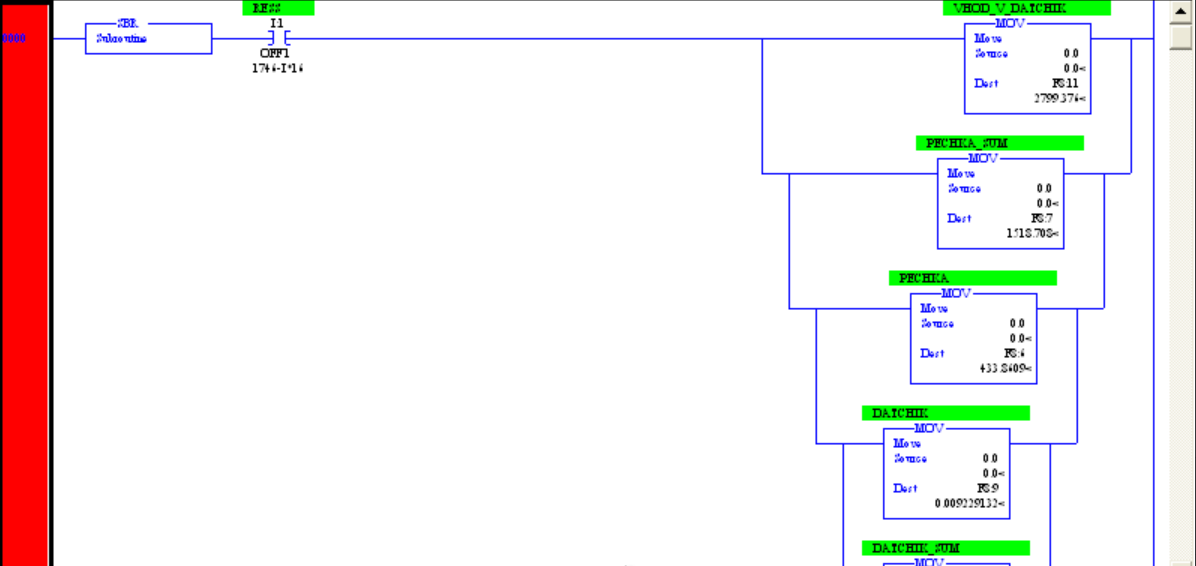 RESS
I:1
SBR
Subroutine
0000
OFF1
1746-I*16
VHOD_V_DATCHIK
MOV
Move
Source 0.0
0.0<
Dest F8:11
2799.376<
PECHKA_SUM
MOV
Move
Source 0.0
0.0<
Dest F8:7
1518.708<
PECHKA
MOV
Move
Source 0.0
0.0<
Dest F8:6
433.8609<
DATCHIK
MOV
Move
Source 0.0
0.0<
Dest F8:9
0.009229132<
DATCHIK_SUM
MOV